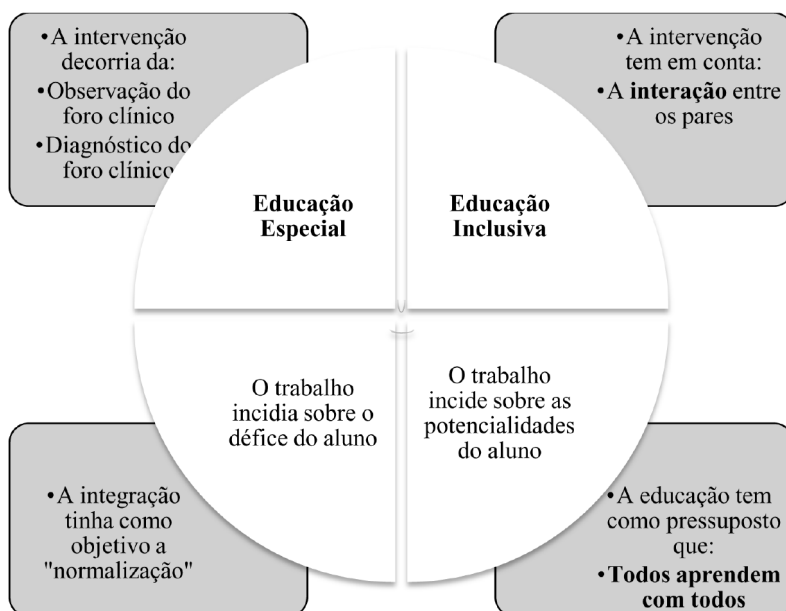 •A intervenção
decorria da:
•Observação do
foro clínico
•Diagnóstico do
foro clínico
•A intervenção
tem em conta:
•A interação entre
os pares
Educação
Especial
Educação
Inclusiva
O trabalho
incidia sobre o
défice do aluno
O trabalho
incide sobre as
potencialidades
do aluno
•A integração
tinha como
objetivo a
"normalização"
•A educação tem
como pressuposto
que:
•Todos aprendem
com todos